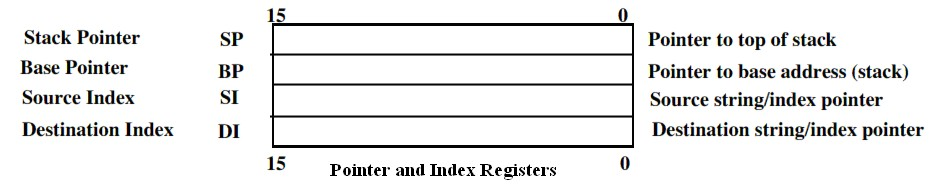 15 0
Stack Pointer SP Pointer to top of stack
Base Pointer BP Pointer to base address (stack)
Source Index SI Source string/index pointer
Destination Index DI Destination string/index pointer
15 0
Pointer and Index Registers